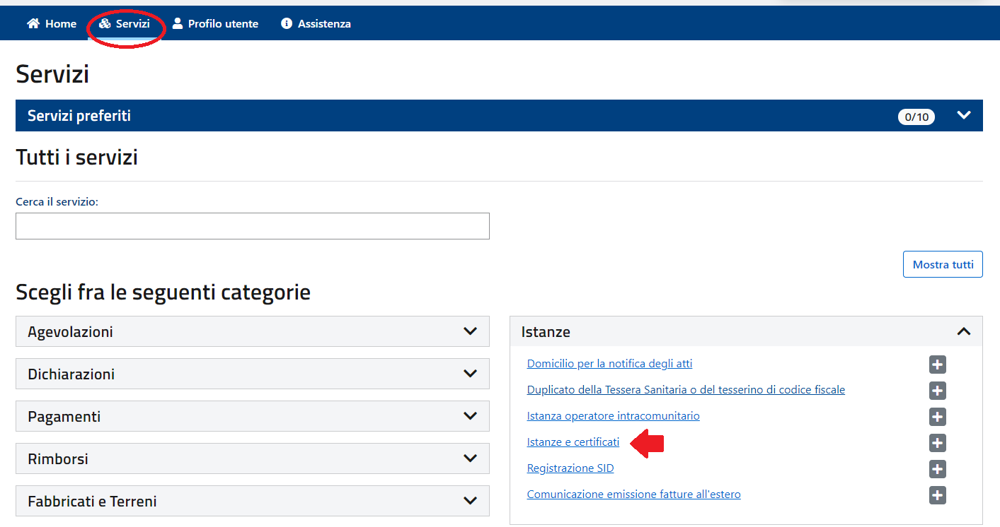 Home Servizi Profilo utente Assistenza
Servizi
Servizi preferiti 0/10
Tutti i servizi
Cerca il servizio:
Mostra tutti
Scegli fra le seguenti categorie
Agevolazioni
Dichiarazioni
Pagamenti
Rimborsi
Fabbricati e Terreni
Istanze
Domicilio per la notifica degli atti
Duplicato della Tessera Sanitaria o del tesserino di codice fiscale
Istanza operatore intracomunitario
Istanze e certificati
Registrazione SID
Comunicazione emissione fatture all'estero